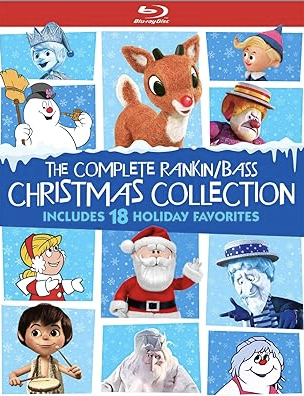 Blu-ray Disc
THE COMPLETE RANKIN/BASS
CHRISTMAS COLLECTION
INCLUDES 18 HOLIDAY FAVORITES